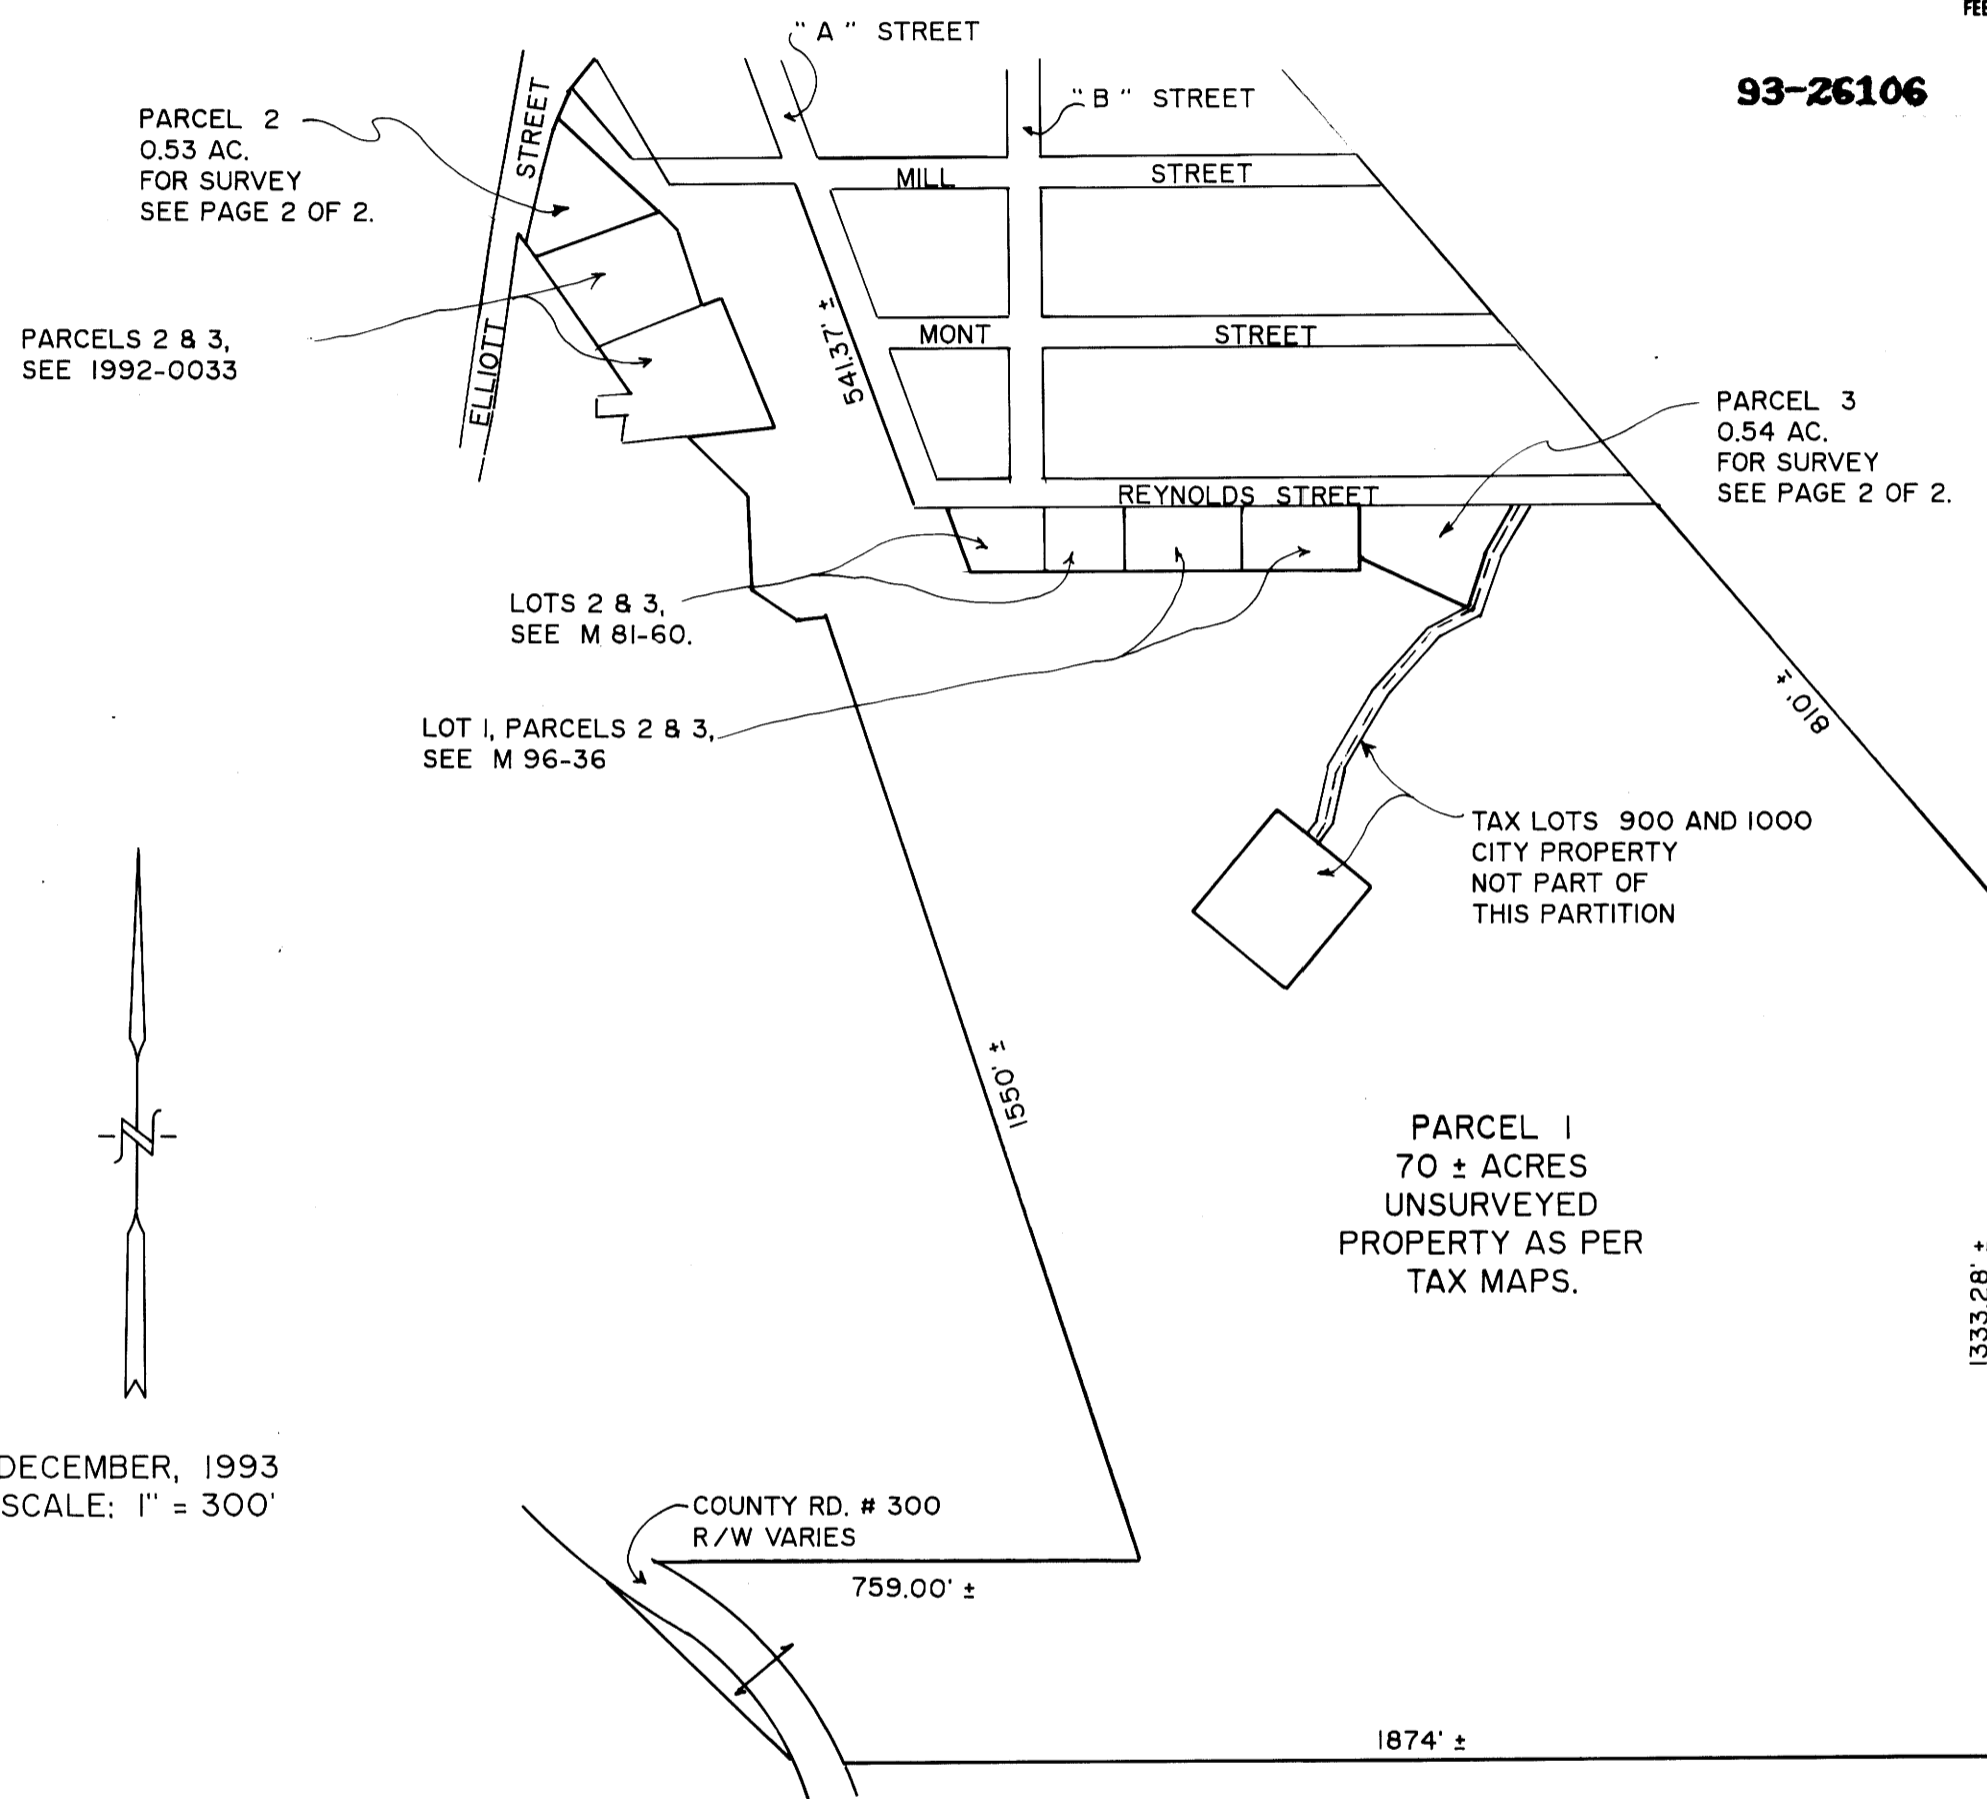 "A" STREET
93-26106
"B" STREET
PARCEL 2
0.53 AC.
FOR SURVEY
SEE PAGE 2 OF 2.
STREET
MILL STREET
PARCELS 2 & 3,
SEE 1992-0033
ELLIOTT
541.37' ±
MONT STREET
PARCEL 3
0.54 AC.
FOR SURVEY
SEE PAGE 2 OF 2.
REYNOLDS STREET
LOTS 2 & 3,
SEE M 81-60.
LOT 1, PARCELS 2 & 3,
SEE M 96-36
810' ±
TAX LOTS 900 AND 1000
CITY PROPERTY
NOT PART OF
THIS PARTITION
1550' ±
PARCEL 1
70 ± ACRES
UNSURVEYED
PROPERTY AS PER
TAX MAPS.
1333.28' ±
N
DECEMBER, 1993
SCALE: 1" = 300'
COUNTY RD. # 300
R/W VARIES
759.00' ±
1874' ±